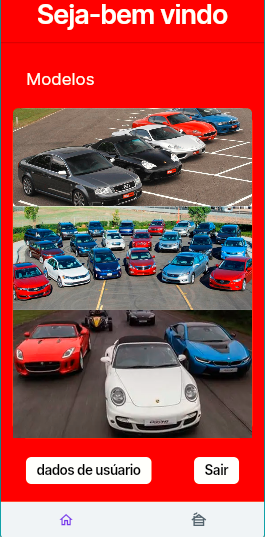 Seja-bem vindo
Modelos
dados de usúario
Sair